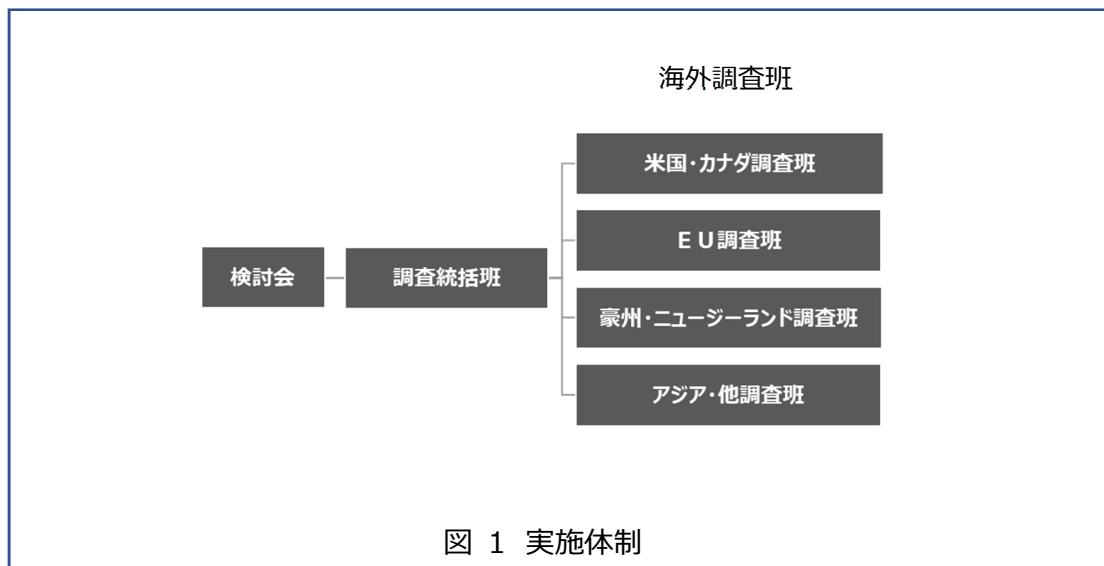 海外調査班
米国・カナダ調査班
ＥＵ調査班
検討会
調査統括班
豪州・ニュージーランド調査班
アジア・他調査班
図 1 実施体制